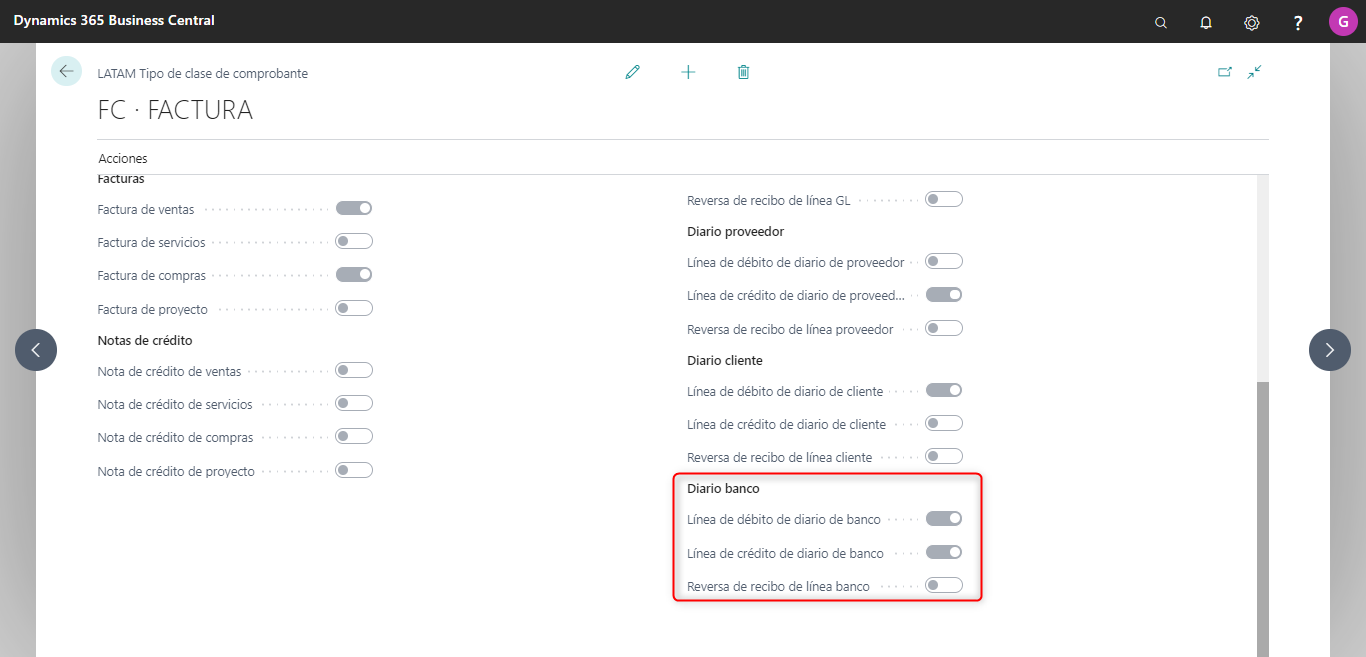 Dynamics 365 Business Central
G
LATAM Tipo de clase de comprobante
FC · FACTURA
Acciones
Facturas
Factura de ventas
Factura de servicios
Factura de compras
Factura de proyecto
Notas de crédito
Nota de crédito de ventas
Nota de crédito de servicios
Nota de crédito de compras
Nota de crédito de proyecto
Reversa de recibo de línea GL
Diario proveedor
Línea de débito de diario de proveedor
Línea de crédito de diario de proveed...
Reversa de recibo de línea proveedor
Diario cliente
Línea de débito de diario de cliente
Línea de crédito de diario de cliente
Reversa de recibo de línea cliente
Diario banco
Línea de débito de diario de banco
Línea de crédito de diario de banco
Reversa de recibo de línea banco